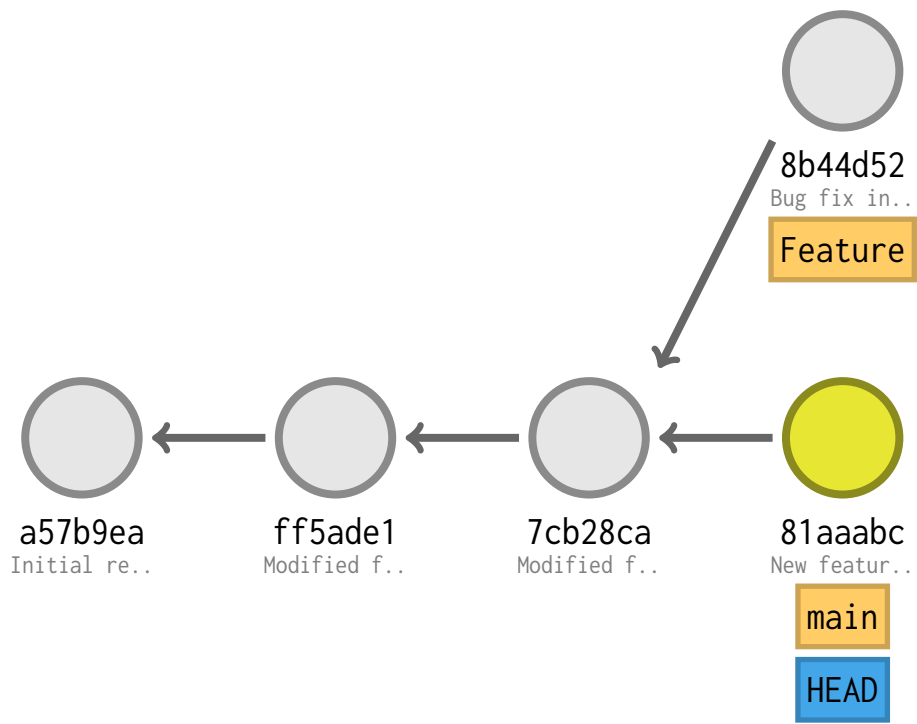 8b44d52
Bug fix in..
Feature
a57b9ea
Initial re..
ff5ade1
Modified f..
7cb28ca
Modified f..
81aaabc
New featur..
main
HEAD